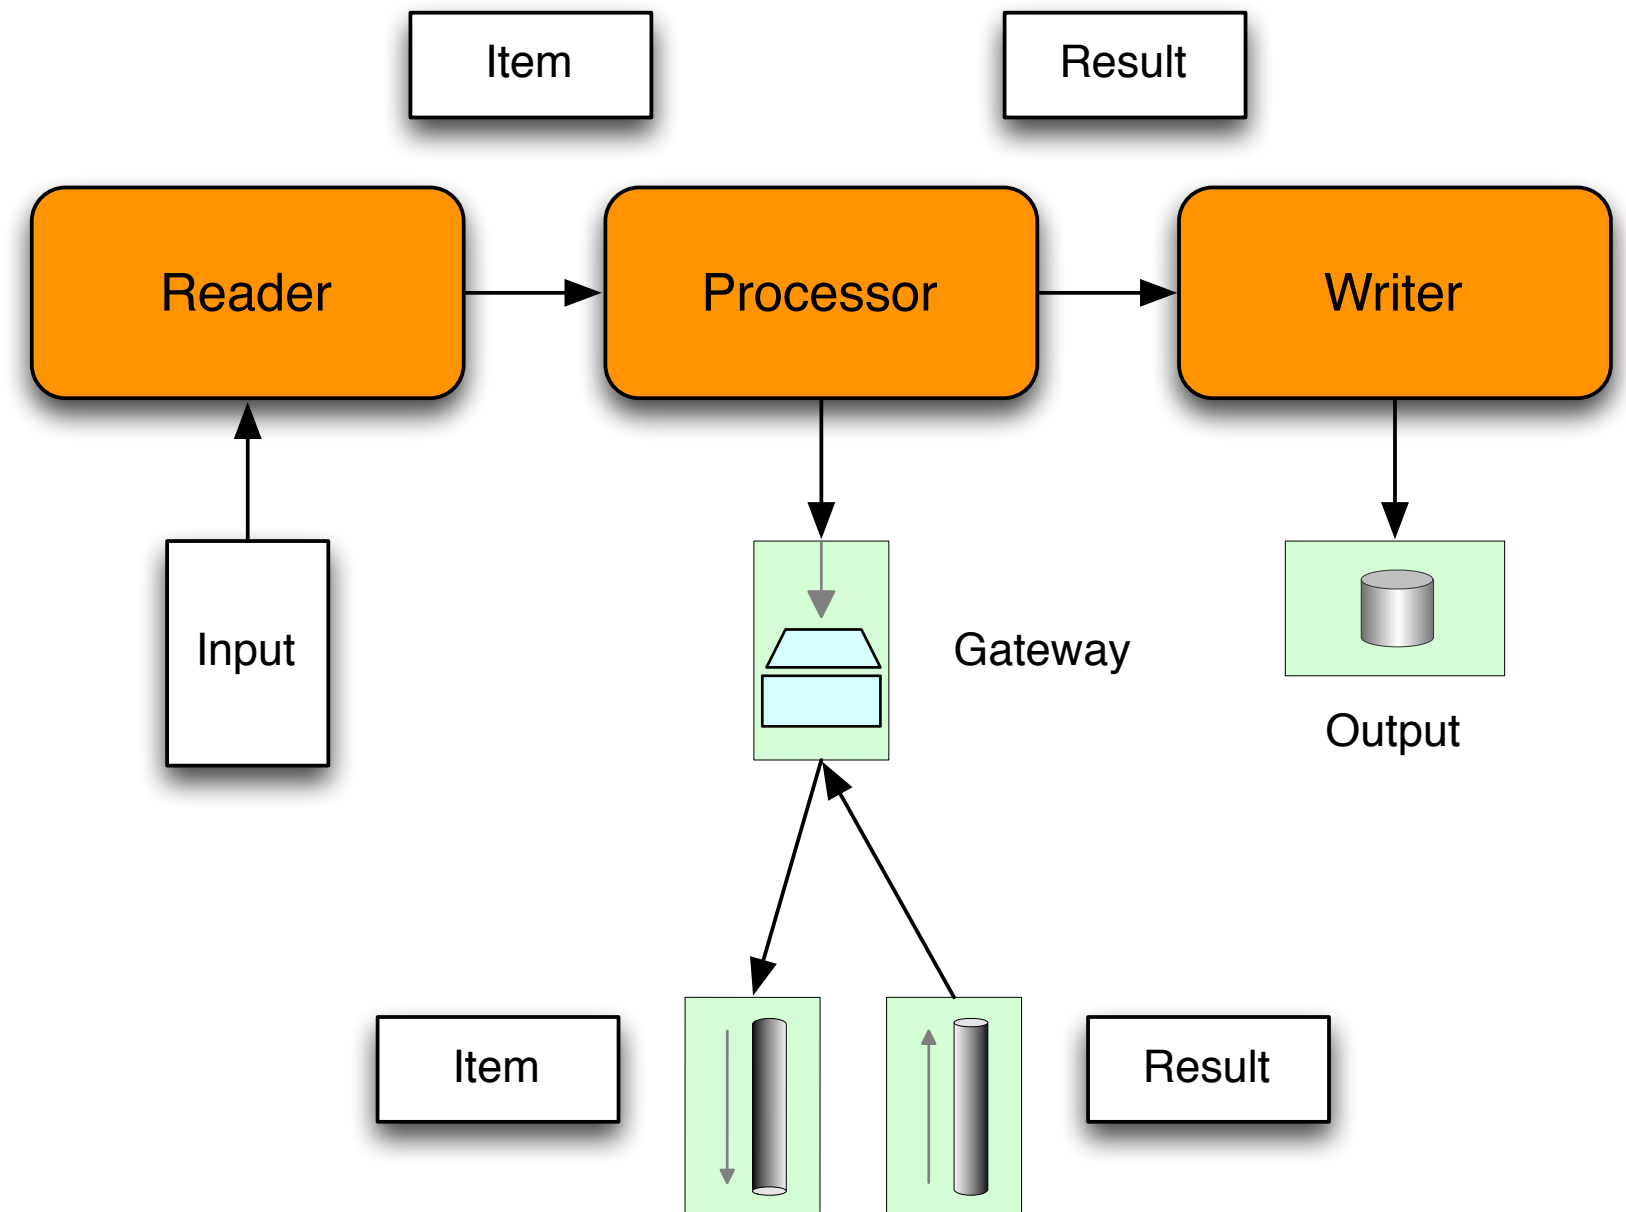 Item
Result
Reader
Processor
Writer
Input
Gateway
Output
Item
Result